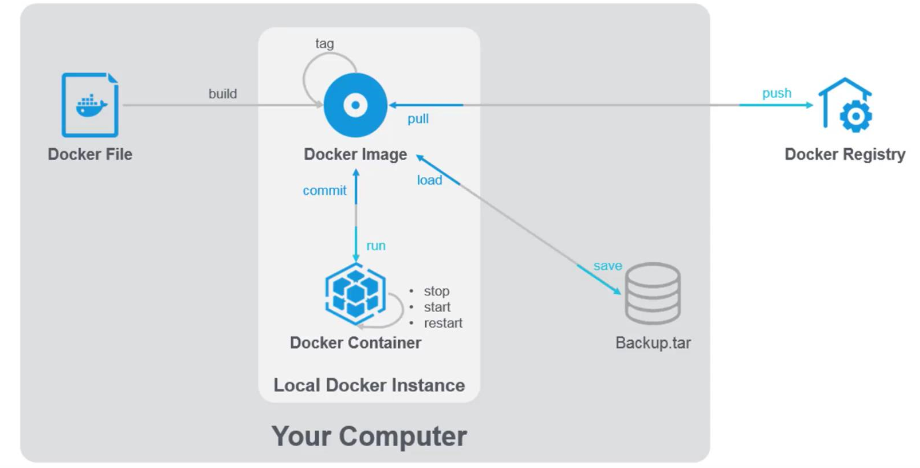 tag
build
push
pull
Docker File
Docker Image
Docker Registry
load
commit
run
save
• stop
• start
• restart
Docker Container
Backup.tar
Local Docker Instance
Your Computer